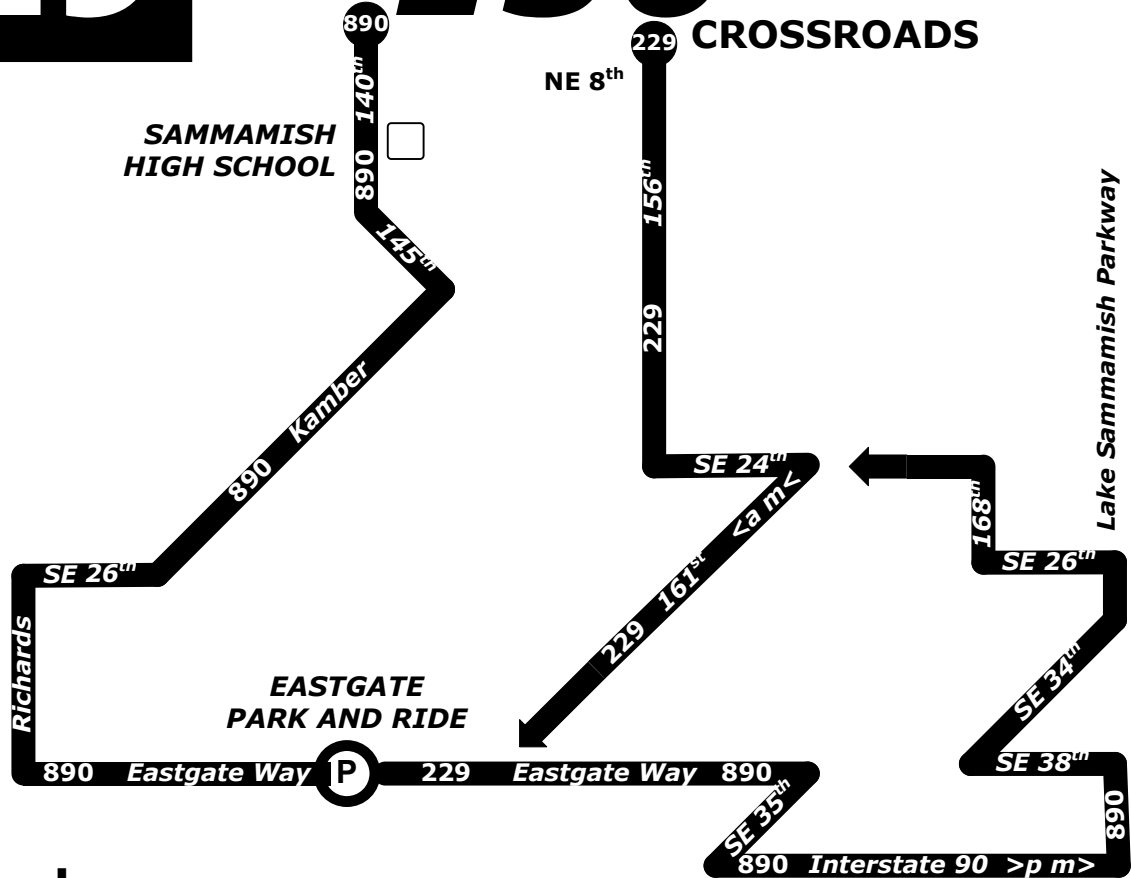 890
229 CROSSROADS
NE 8th
140th
890
SAMMAMISH
HIGH SCHOOL
145th
Kamber
890
SE 26th
Richards
890 Eastgate Way
EASTGATE
PARK AND RIDE
P
156th
229
SE 24th
<a m<
161st
229
229 Eastgate Way 890
SE 35th
890 Interstate 90 >p m>
890
SE 38th
SE 34th
SE 26th
168th
Lake Sammamish Parkway